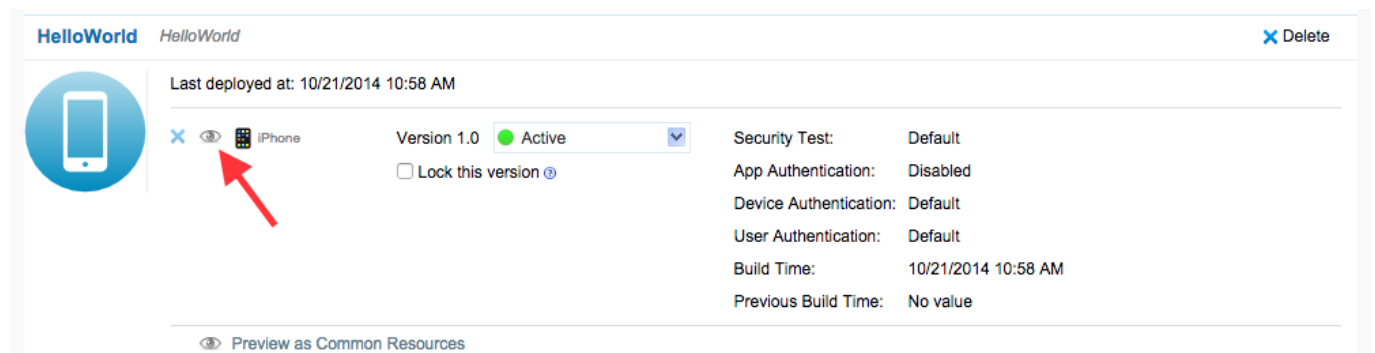 HelloWorld HelloWorld Delete
Last deployed at: 10/21/2014 10:58 AM
iPhone Version 1.0 Active Security Test: Default
Lock this version App Authentication: Disabled
Device Authentication: Default
User Authentication: Default
Build Time: 10/21/2014 10:58 AM
Previous Build Time: No value
Preview as Common Resources